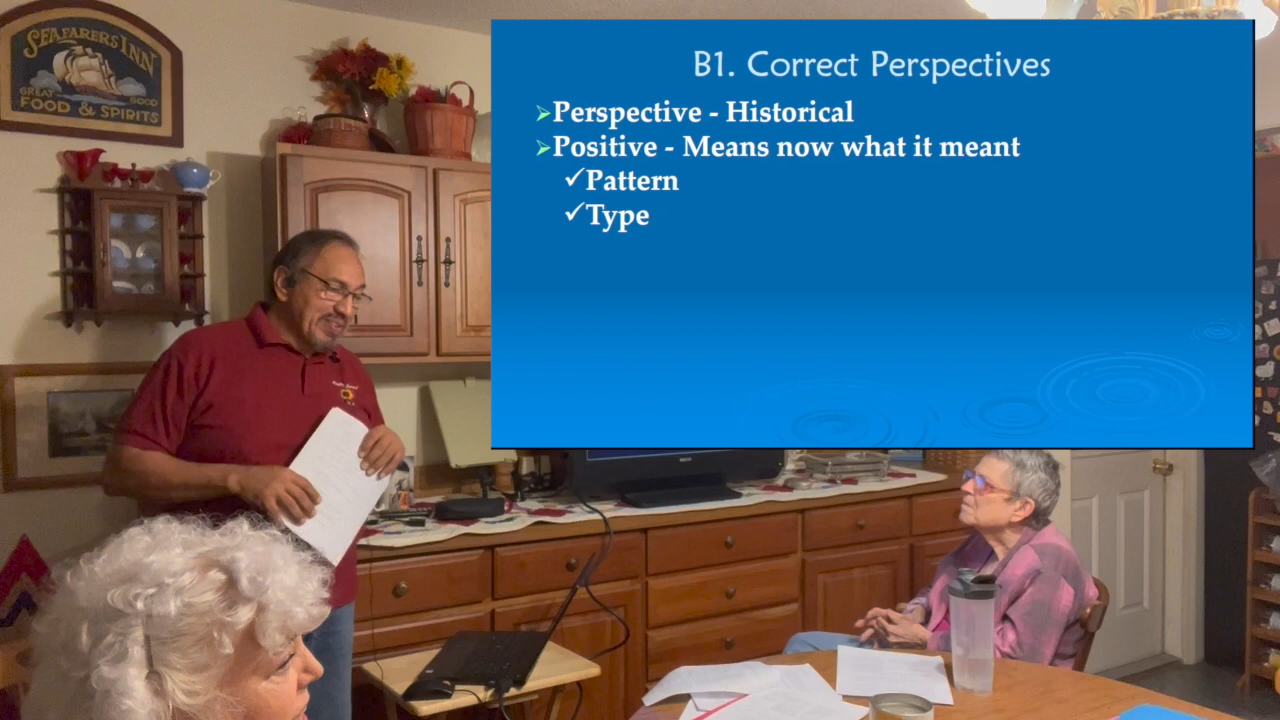 SEAFARERS INN
GREAT GOOD
FOOD & SPIRITS
B1. Correct Perspectives
Perspective - Historical
Positive - Means now what it meant
Pattern
Type